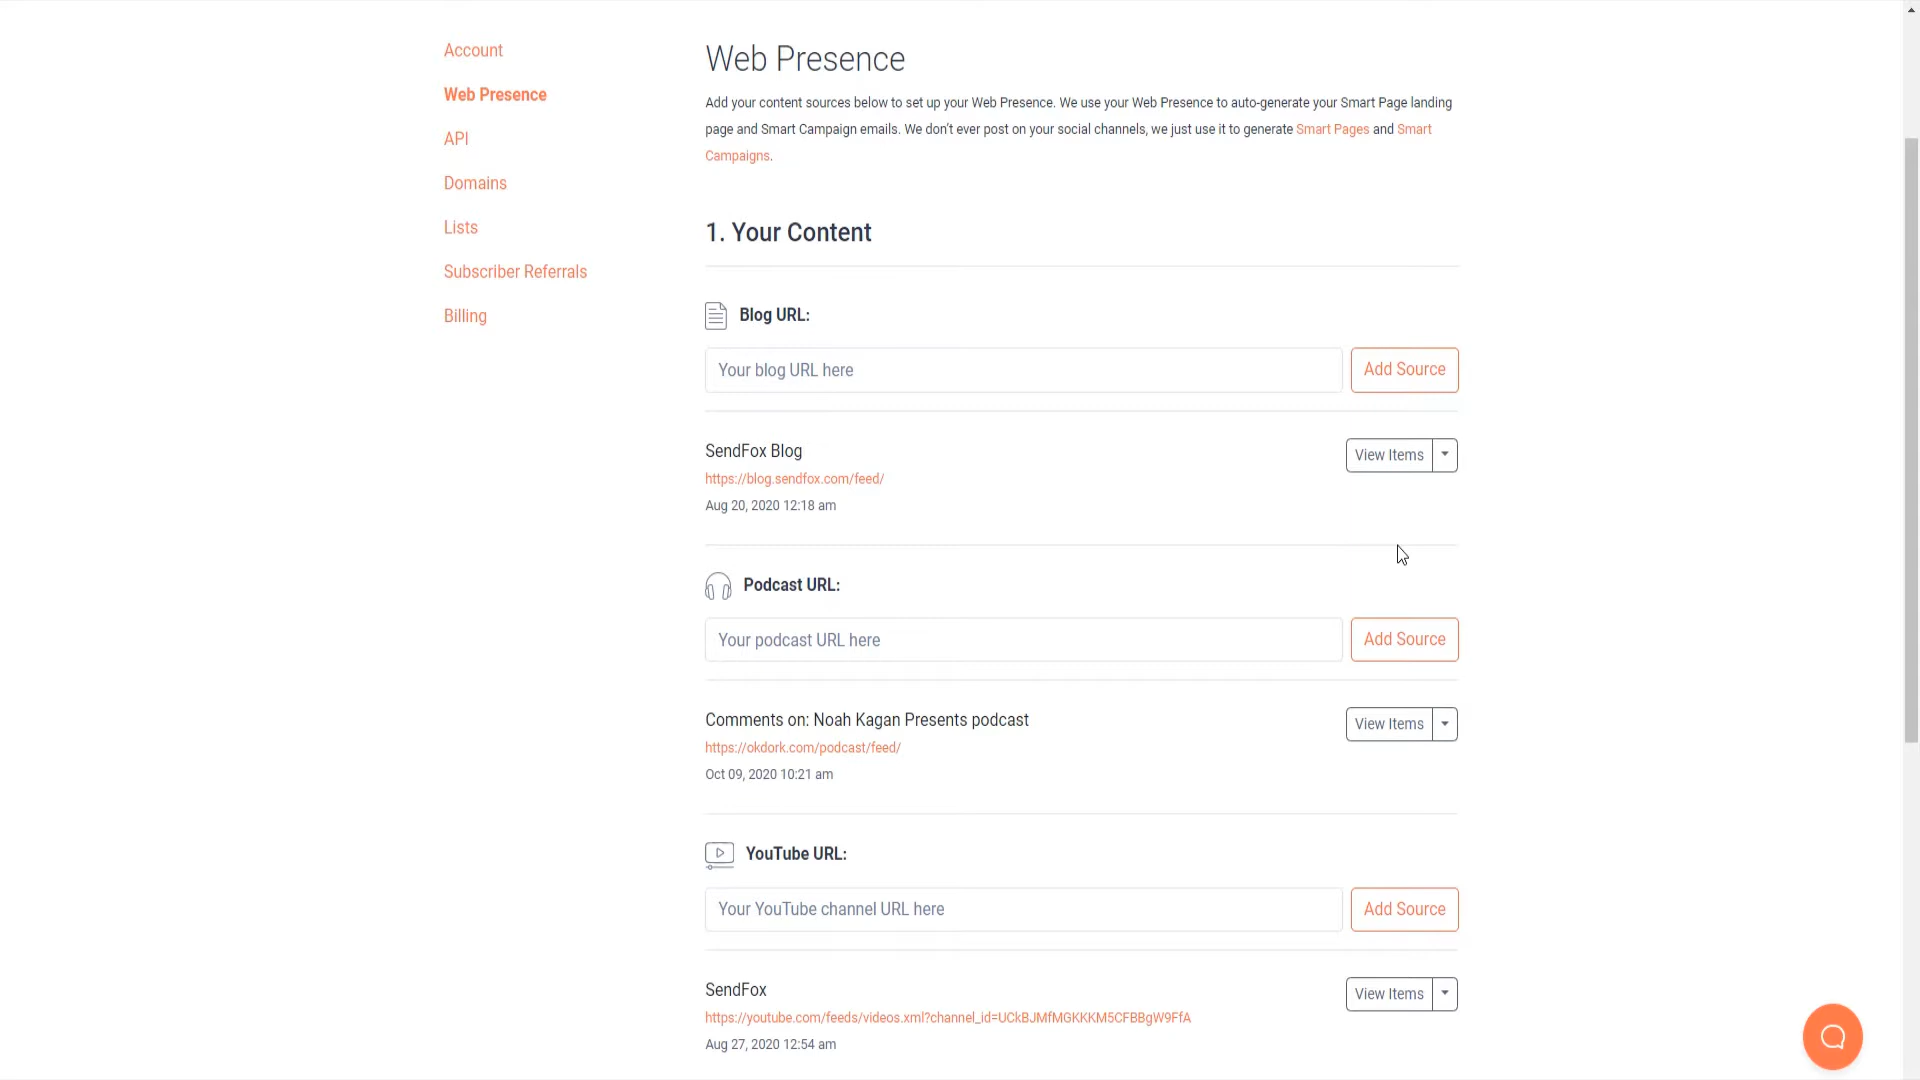 Account
Web Presence
API
Domains
Lists
Subscriber Referrals
Billing
Web Presence
Add your content sources below to set up your Web Presence. We use your Web Presence to auto-generate your Smart Page landing
page and Smart Campaign emails. We don't ever post on your social channels, we just use it to generate Smart Pages and Smart
Campaigns.
1. Your Content
Blog URL:
Your blog URL here
Add Source
SendFox Blog
View Items
https://blog.sendfox.com/feed/
Aug 20, 2020 12:18 am
Podcast URL:
Your podcast URL here
Add Source
Comments on: Noah Kagan Presents podcast
View Items
https://okdork.com/podcast/feed/
Oct 09, 2020 10:21 am
YouTube URL:
Your YouTube channel URL here
Add Source
SendFox
View Items
https://youtube.com/feeds/videos.xml?channel_id=UCkBJMfMGKKKM5CFBBgW9FfA
Aug 27, 2020 12:54 am